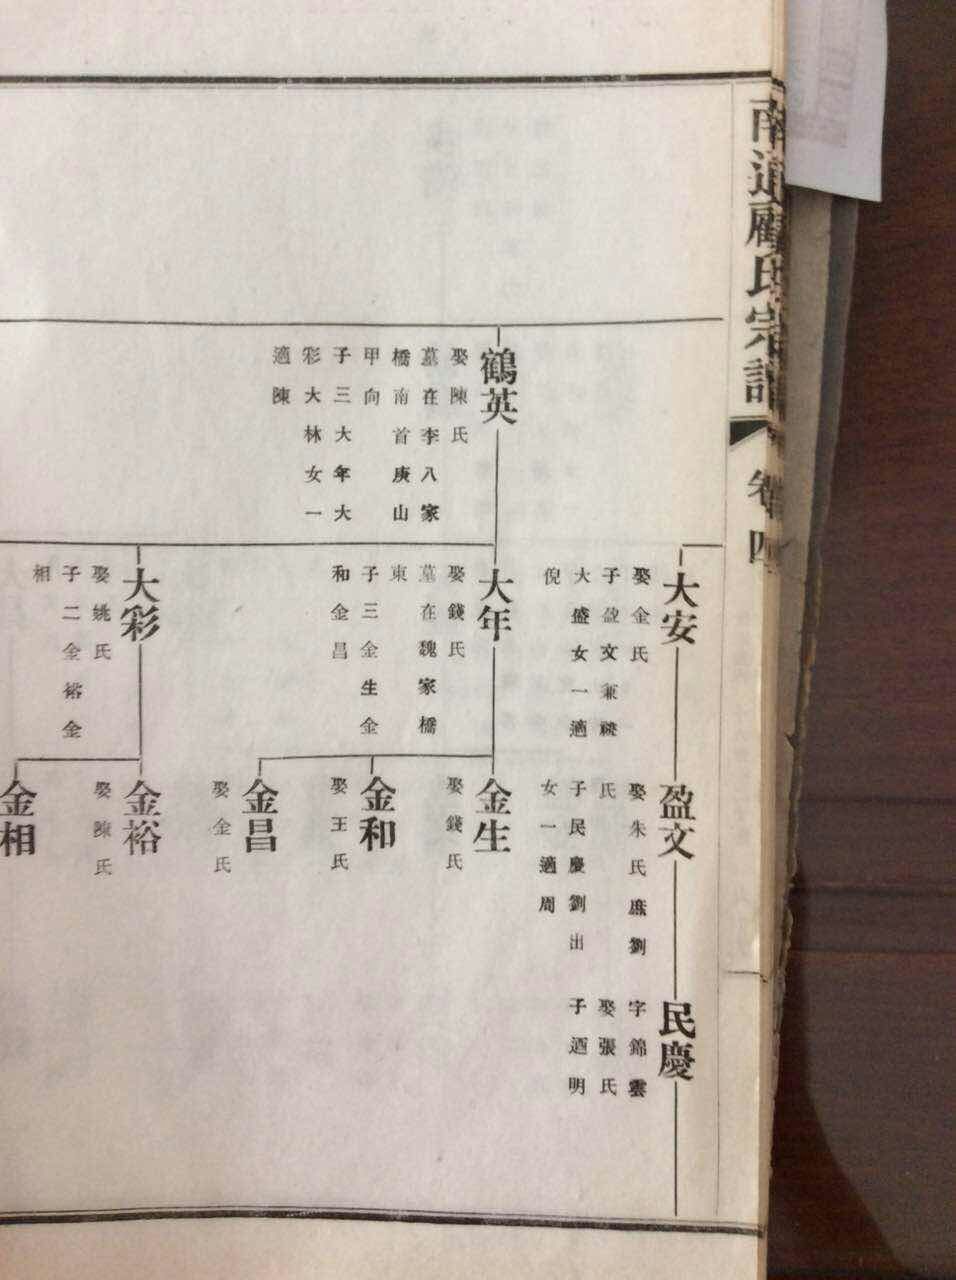 南通顧氏宗譜
卷四
大安
娶金氏
子盈文兼祧
大盛女一適
倪
盈文
娶朱氏庶劉
氏
子民慶劉出
女一適周
民慶
字錦雲
娶張氏
子迺明
鶴英
娶陳氏
墓在李八家
橋南首庚山
甲向
子三大年大
彩大林女一
適陳
大年
娶錢氏
墓在魏家橋
東
子三金生金
和金昌
金生
娶錢氏
金和
娶王氏
金昌
娶金氏
大彩
娶姚氏
子二金裕金
相
金裕
娶陳氏
金相